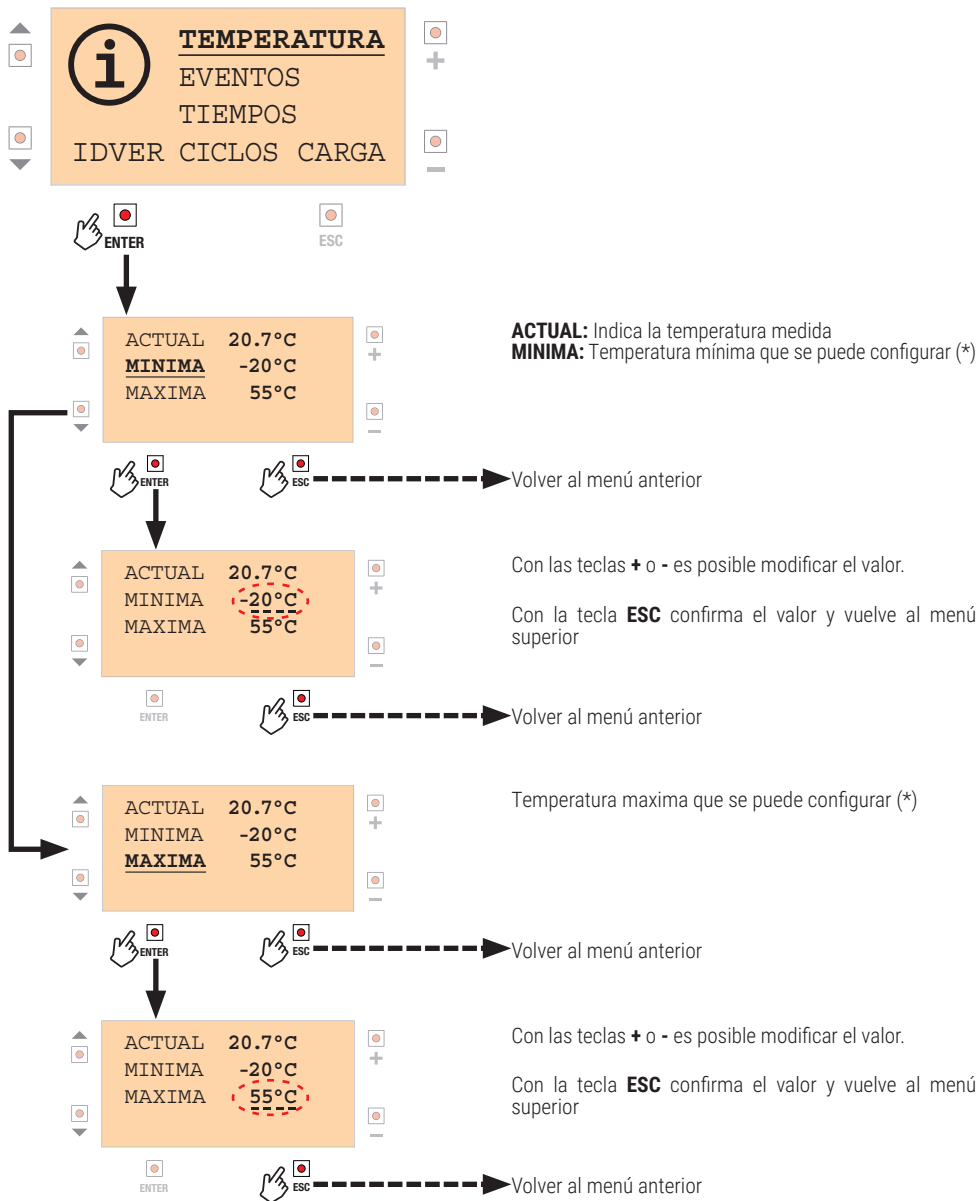 TEMPERATURA
EVENTOS
TIEMPOS
IDVER CICLOS CARGA
+
−
ENTER
ESC
ACTUAL 20.7°C
MINIMA -20°C
MAXIMA 55°C
+
−
ACTUAL: Indica la temperatura medida
MINIMA: Temperatura mínima que se puede configurar (*)
ENTER
ESC
Volver al menú anterior
ACTUAL 20.7°C
MINIMA -20°C
MAXIMA 55°C
+
−
Con las teclas + o - es posible modificar el valor.
Con la tecla ESC confirma el valor y vuelve al menú
superior
ENTER
ESC
Volver al menú anterior
ACTUAL 20.7°C
MINIMA -20°C
MAXIMA 55°C
+
−
Temperatura maxima que se puede configurar (*)
ENTER
ESC
Volver al menú anterior
ACTUAL 20.7°C
MINIMA -20°C
MAXIMA 55°C
+
−
Con las teclas + o - es posible modificar el valor.
Con la tecla ESC confirma el valor y vuelve al menú
superior
ENTER
ESC
Volver al menú anterior